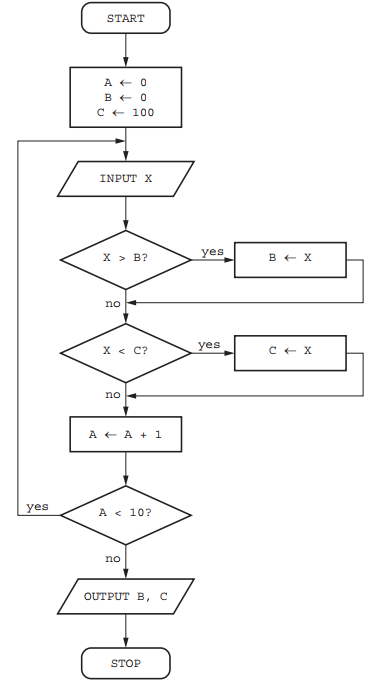 START
A ← 0
B ← 0
C ← 100
INPUT X
X > B?
yes
B ← X
no
X < C?
yes
C ← X
no
A ← A + 1
A < 10?
yes
no
OUTPUT B, C
STOP